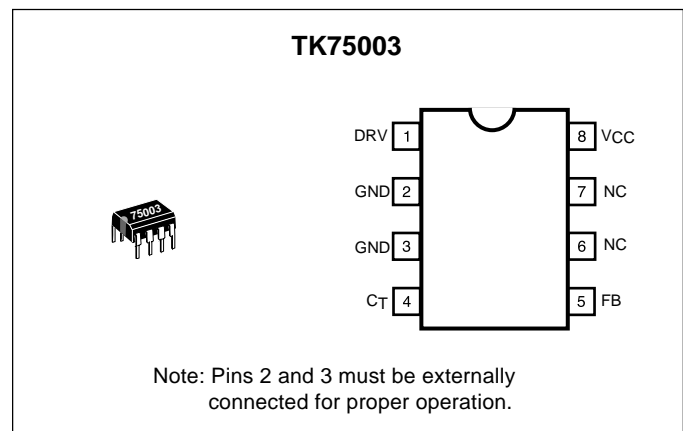 TK75003
75003
DRV 1 8 VCC
GND 2 7 NC
GND 3 6 NC
CT 4 5 FB
Note: Pins 2 and 3 must be externally
connected for proper operation.